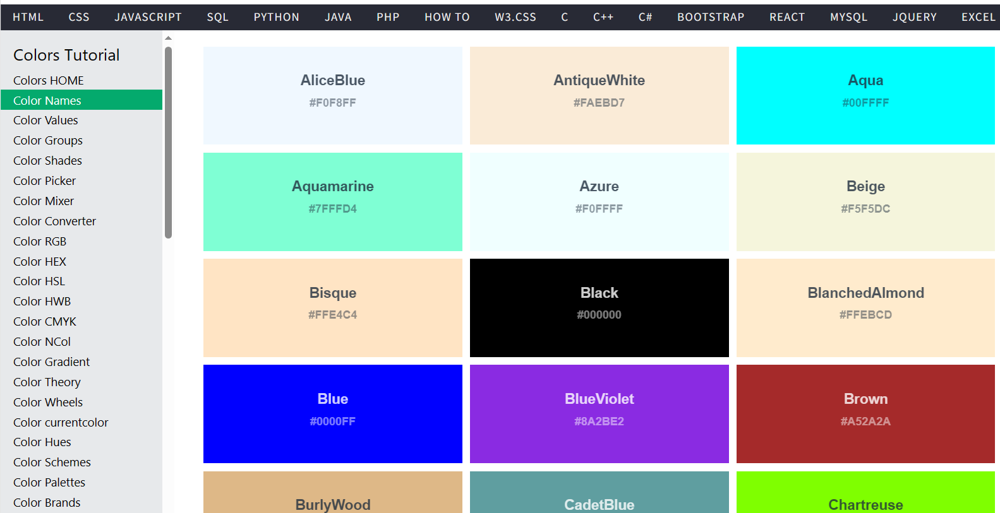 HTML CSS JAVASCRIPT SQL PYTHON JAVA PHP HOW TO W3.CSS C C++ C# BOOTSTRAP REACT MYSQL JQUERY EXCEL
Colors Tutorial
Colors HOME
Color Names
Color Values
Color Groups
Color Shades
Color Picker
Color Mixer
Color Converter
Color RGB
Color HEX
Color HSL
Color HWB
Color CMYK
Color NCol
Color Gradient
Color Theory
Color Wheels
Color currentcolor
Color Hues
Color Schemes
Color Palettes
Color Brands
AliceBlue
#F0F8FF
AntiqueWhite
#FAEBD7
Aqua
#00FFFF
Aquamarine
#7FFFD4
Azure
#F0FFFF
Beige
#F5F5DC
Bisque
#FFE4C4
Black
#000000
BlanchedAlmond
#FFEBCD
Blue
#0000FF
BlueViolet
#8A2BE2
Brown
#A52A2A
BurlyWood
CadetBlue
Chartreuse